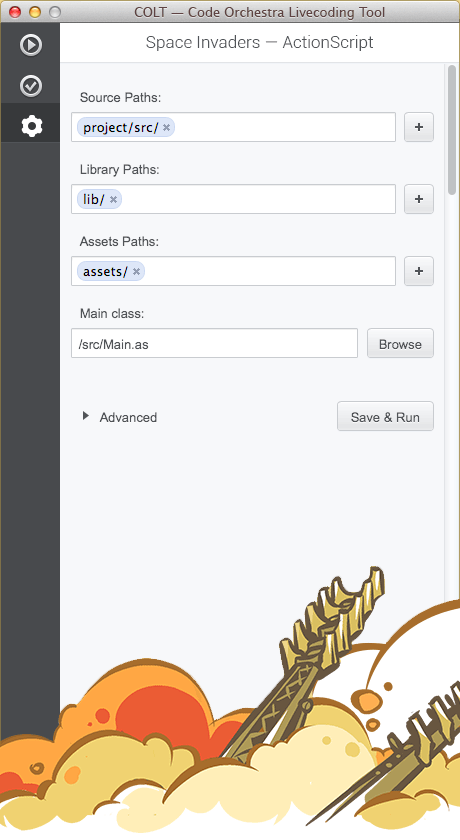 COLT — Code Orchestra Livecoding Tool
Space Invaders — ActionScript
Source Paths:
project/src/ × +
Library Paths:
lib/ × +
Assets Paths:
assets/ × +
Main class:
/src/Main.as Browse
Advanced Save & Run